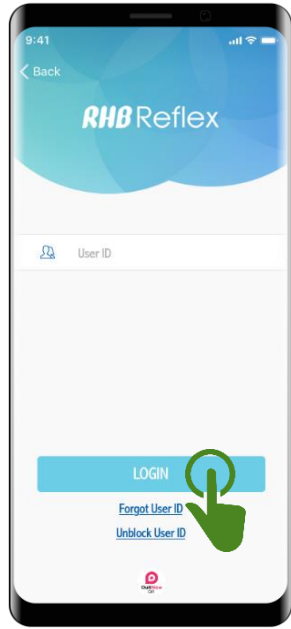 9:41
Back
RHB Reflex
User ID
LOGIN
Forgot User ID
Unblock User ID